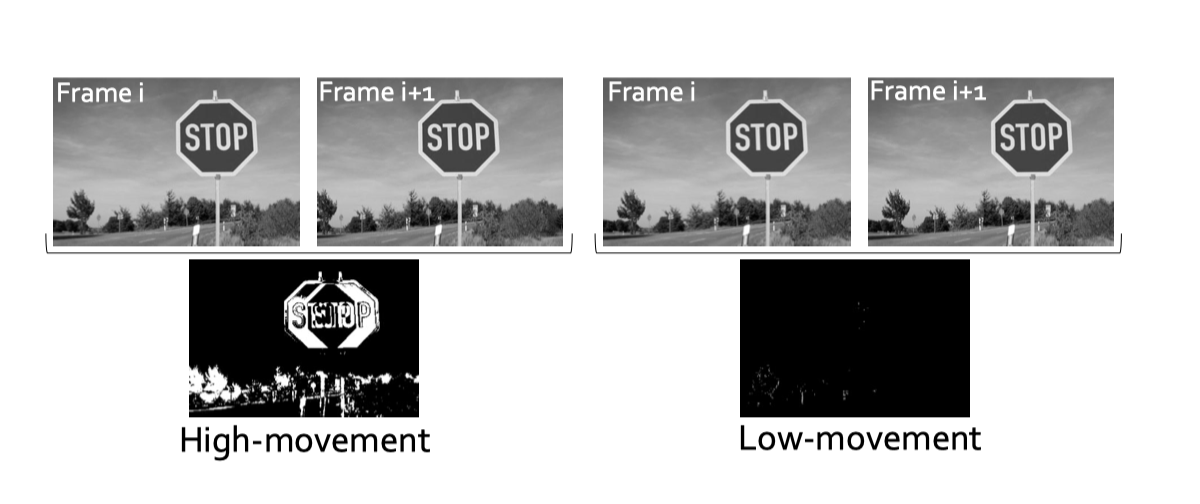 Frame i
STOP
Frame i+1
STOP
Frame i
STOP
Frame i+1
STOP
High-movement
Low-movement